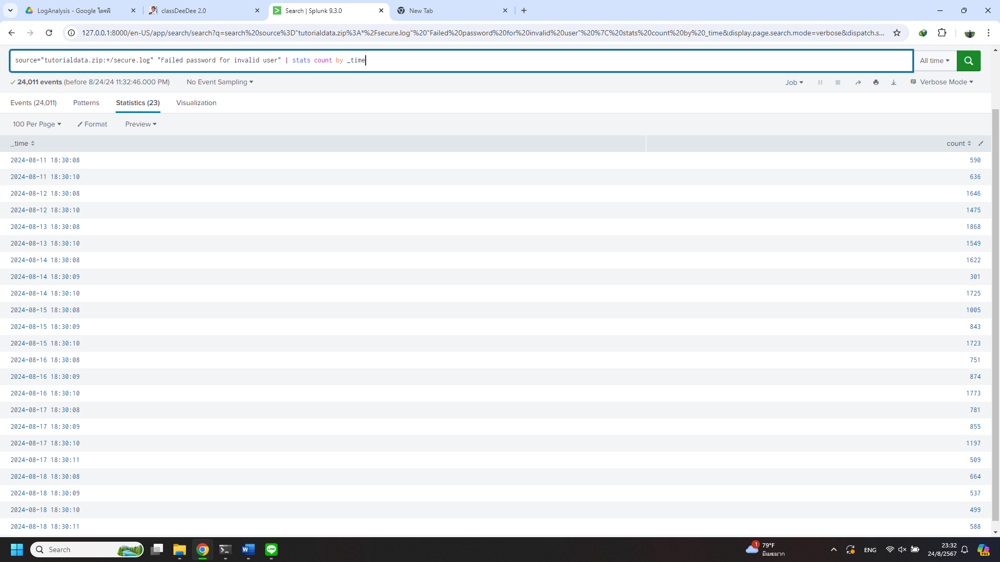 LogAnalysis - Google ไดรฟ์
classDeeDee 2.0
Search | Splunk 9.3.0
New Tab
127.0.0.1:8000/en-US/app/search/search?q=search%20source%3D"tutorialdata.zip%3A*%2Fsecure.log"%20"Failed%20password%20for%20invalid%20user"%20%7C%20stats%20count%20by%20_time&display.page.search.mode=verbose&dispatch.s...
source="tutorialdata.zip:*/secure.log" "Failed password for invalid user" | stats count by _time
All time
24,011 events (before 8/24/24 11:32:46.000 PM)
No Event Sampling
Job
Verbose Mode
Events (24,011)
Patterns
Statistics (23)
Visualization
100 Per Page
Format
Preview
_time count
2024-08-11 18:30:08 590
2024-08-11 18:30:10 636
2024-08-12 18:30:08 1646
2024-08-12 18:30:10 1475
2024-08-13 18:30:08 1868
2024-08-13 18:30:10 1549
2024-08-14 18:30:08 1622
2024-08-14 18:30:09 301
2024-08-14 18:30:10 1725
2024-08-15 18:30:08 1005
2024-08-15 18:30:09 843
2024-08-15 18:30:10 1723
2024-08-16 18:30:08 751
2024-08-16 18:30:09 874
2024-08-16 18:30:10 1773
2024-08-17 18:30:08 781
2024-08-17 18:30:09 855
2024-08-17 18:30:10 1197
2024-08-17 18:30:11 509
2024-08-18 18:30:08 664
2024-08-18 18:30:09 537
2024-08-18 18:30:10 499
2024-08-18 18:30:11 588
Search
1
79°F
มีเมฆมาก
ENG
23:32
24/8/2567
PRE